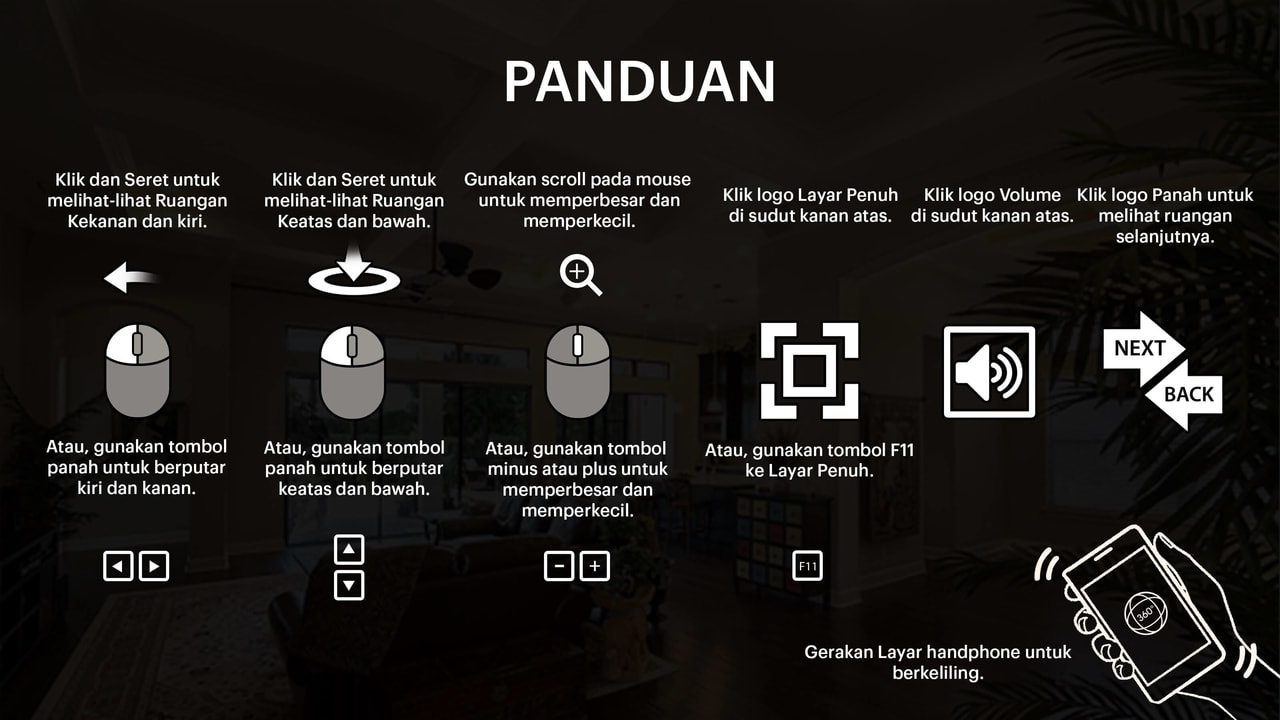 PANDUAN
Klik dan Seret untuk
melihat-lihat Ruangan
Kekanan dan kiri.
Klik dan Seret untuk
melihat-lihat Ruangan
Keatas dan bawah.
Gunakan scroll pada mouse
untuk memperbesar dan
memperkecil.
Klik logo Layar Penuh
di sudut kanan atas.
Klik logo Volume
di sudut kanan atas.
Klik logo Panah untuk
melihat ruangan
selanjutnya.
NEXT
BACK
Atau, gunakan tombol
panah untuk berputar
kiri dan kanan.
Atau, gunakan tombol
panah untuk berputar
keatas dan bawah.
Atau, gunakan tombol
minus atau plus untuk
memperbesar dan
memperkecil.
Atau, gunakan tombol F11
ke Layar Penuh.
F11
360°
Gerakan Layar handphone untuk
berkeliling.